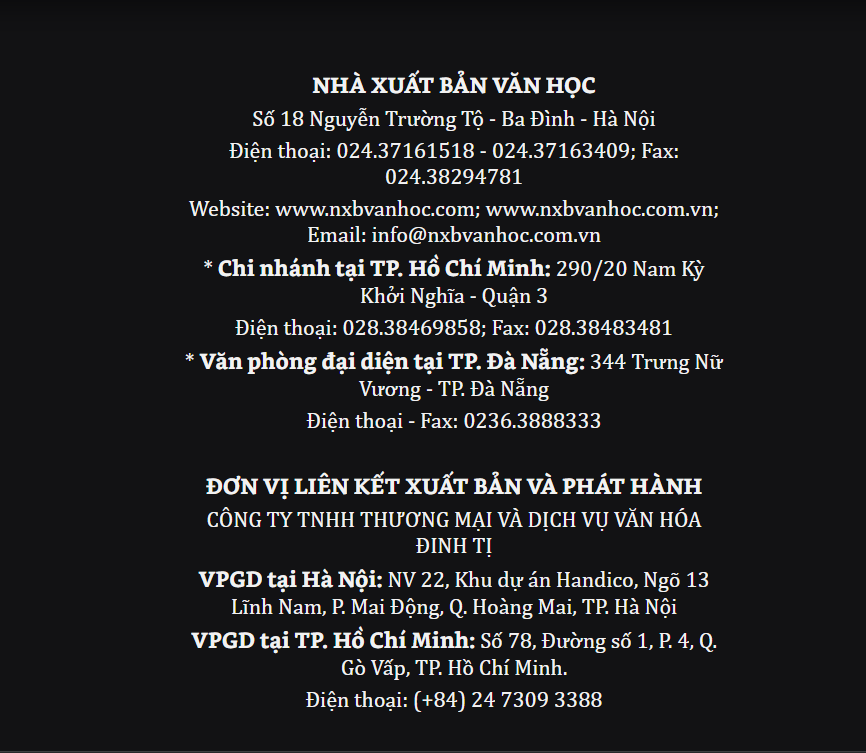 NHÀ XUẤT BẢN VĂN HỌC
Số 18 Nguyễn Trường Tộ - Ba Đình - Hà Nội
Điện thoại: 024.37161518 - 024.37163409; Fax:
024.38294781
Website: www.nxbvanhoc.com; www.nxbvanhoc.com.vn;
Email: info@nxbvanhoc.com.vn
* Chi nhánh tại TP. Hồ Chí Minh: 290/20 Nam Kỳ
Khởi Nghĩa - Quận 3
Điện thoại: 028.38469858; Fax: 028.38483481
* Văn phòng đại diện tại TP. Đà Nẵng: 344 Trưng Nữ
Vương - TP. Đà Nẵng
Điện thoại - Fax: 0236.3888333
ĐƠN VỊ LIÊN KẾT XUẤT BẢN VÀ PHÁT HÀNH
CÔNG TY TNHH THƯƠNG MẠI VÀ DỊCH VỤ VĂN HÓA
ĐINH TỊ
VPGD tại Hà Nội: NV 22, Khu dự án Handico, Ngõ 13
Lĩnh Nam, P. Mai Động, Q. Hoàng Mai, TP. Hà Nội
VPGD tại TP. Hồ Chí Minh: Số 78, Đường số 1, P. 4, Q.
Gò Vấp, TP. Hồ Chí Minh.
Điện thoại: (+84) 24 7309 3388